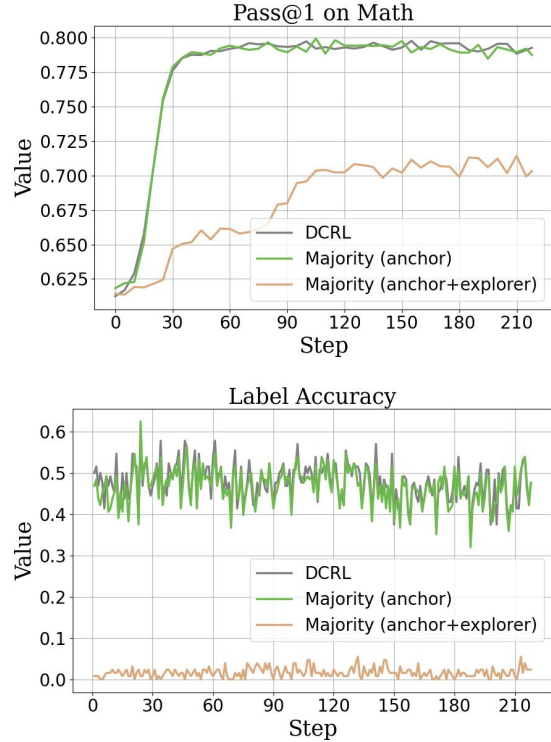 Pass@1 on Math
Value
0.800
0.775
0.750
0.725
0.700
0.675
0.650
0.625
DCRL
Majority (anchor)
Majority (anchor+explorer)
0 30 60 90 120 150 180 210
Step
Label Accuracy
Value
0.6
0.5
0.4
0.3
0.2
0.1
0.0
DCRL
Majority (anchor)
Majority (anchor+explorer)
0 30 60 90 120 150 180 210
Step